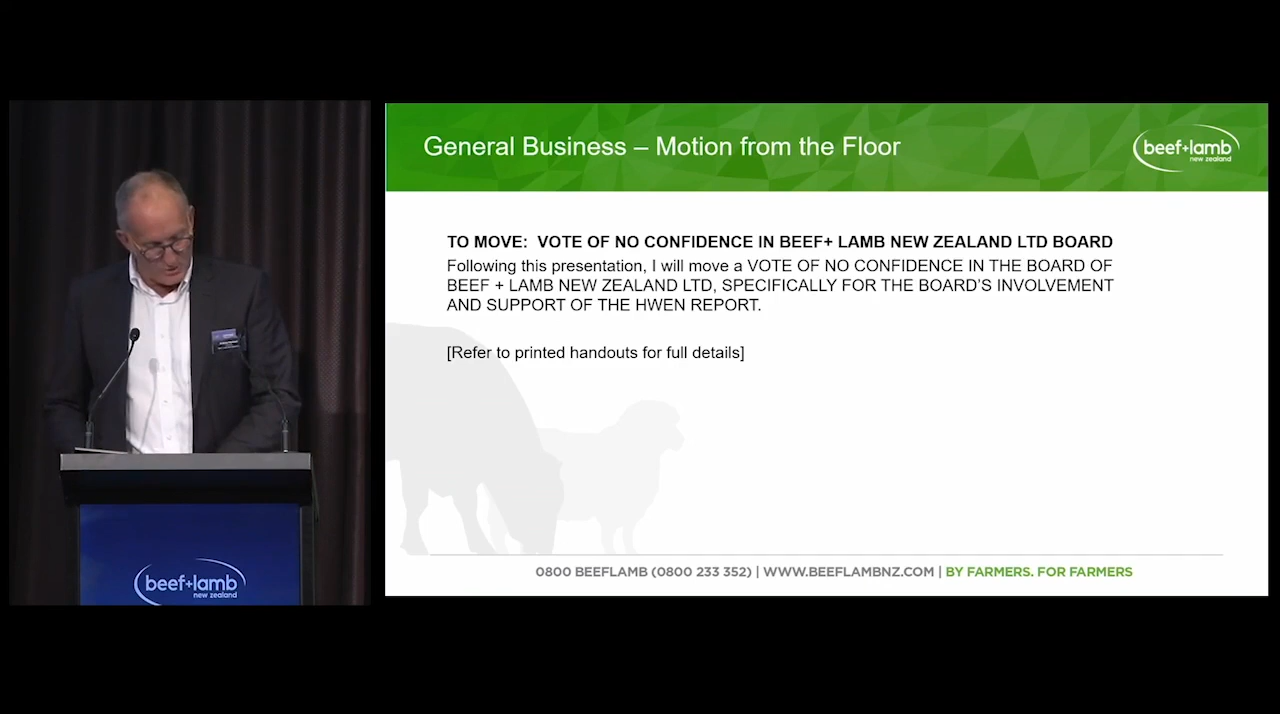 General Business – Motion from the Floor
beef+lamb
new zealand
TO MOVE:  VOTE OF NO CONFIDENCE IN BEEF+ LAMB NEW ZEALAND LTD BOARD
Following this presentation, I will move a VOTE OF NO CONFIDENCE IN THE BOARD OF
BEEF + LAMB NEW ZEALAND LTD, SPECIFICALLY FOR THE BOARD’S INVOLVEMENT
AND SUPPORT OF THE HWEN REPORT.
[Refer to printed handouts for full details]
0800 BEEFLAMB (0800 233 352) | WWW.BEEFLAMBNZ.COM | BY FARMERS. FOR FARMERS
beef+lamb
new zealand